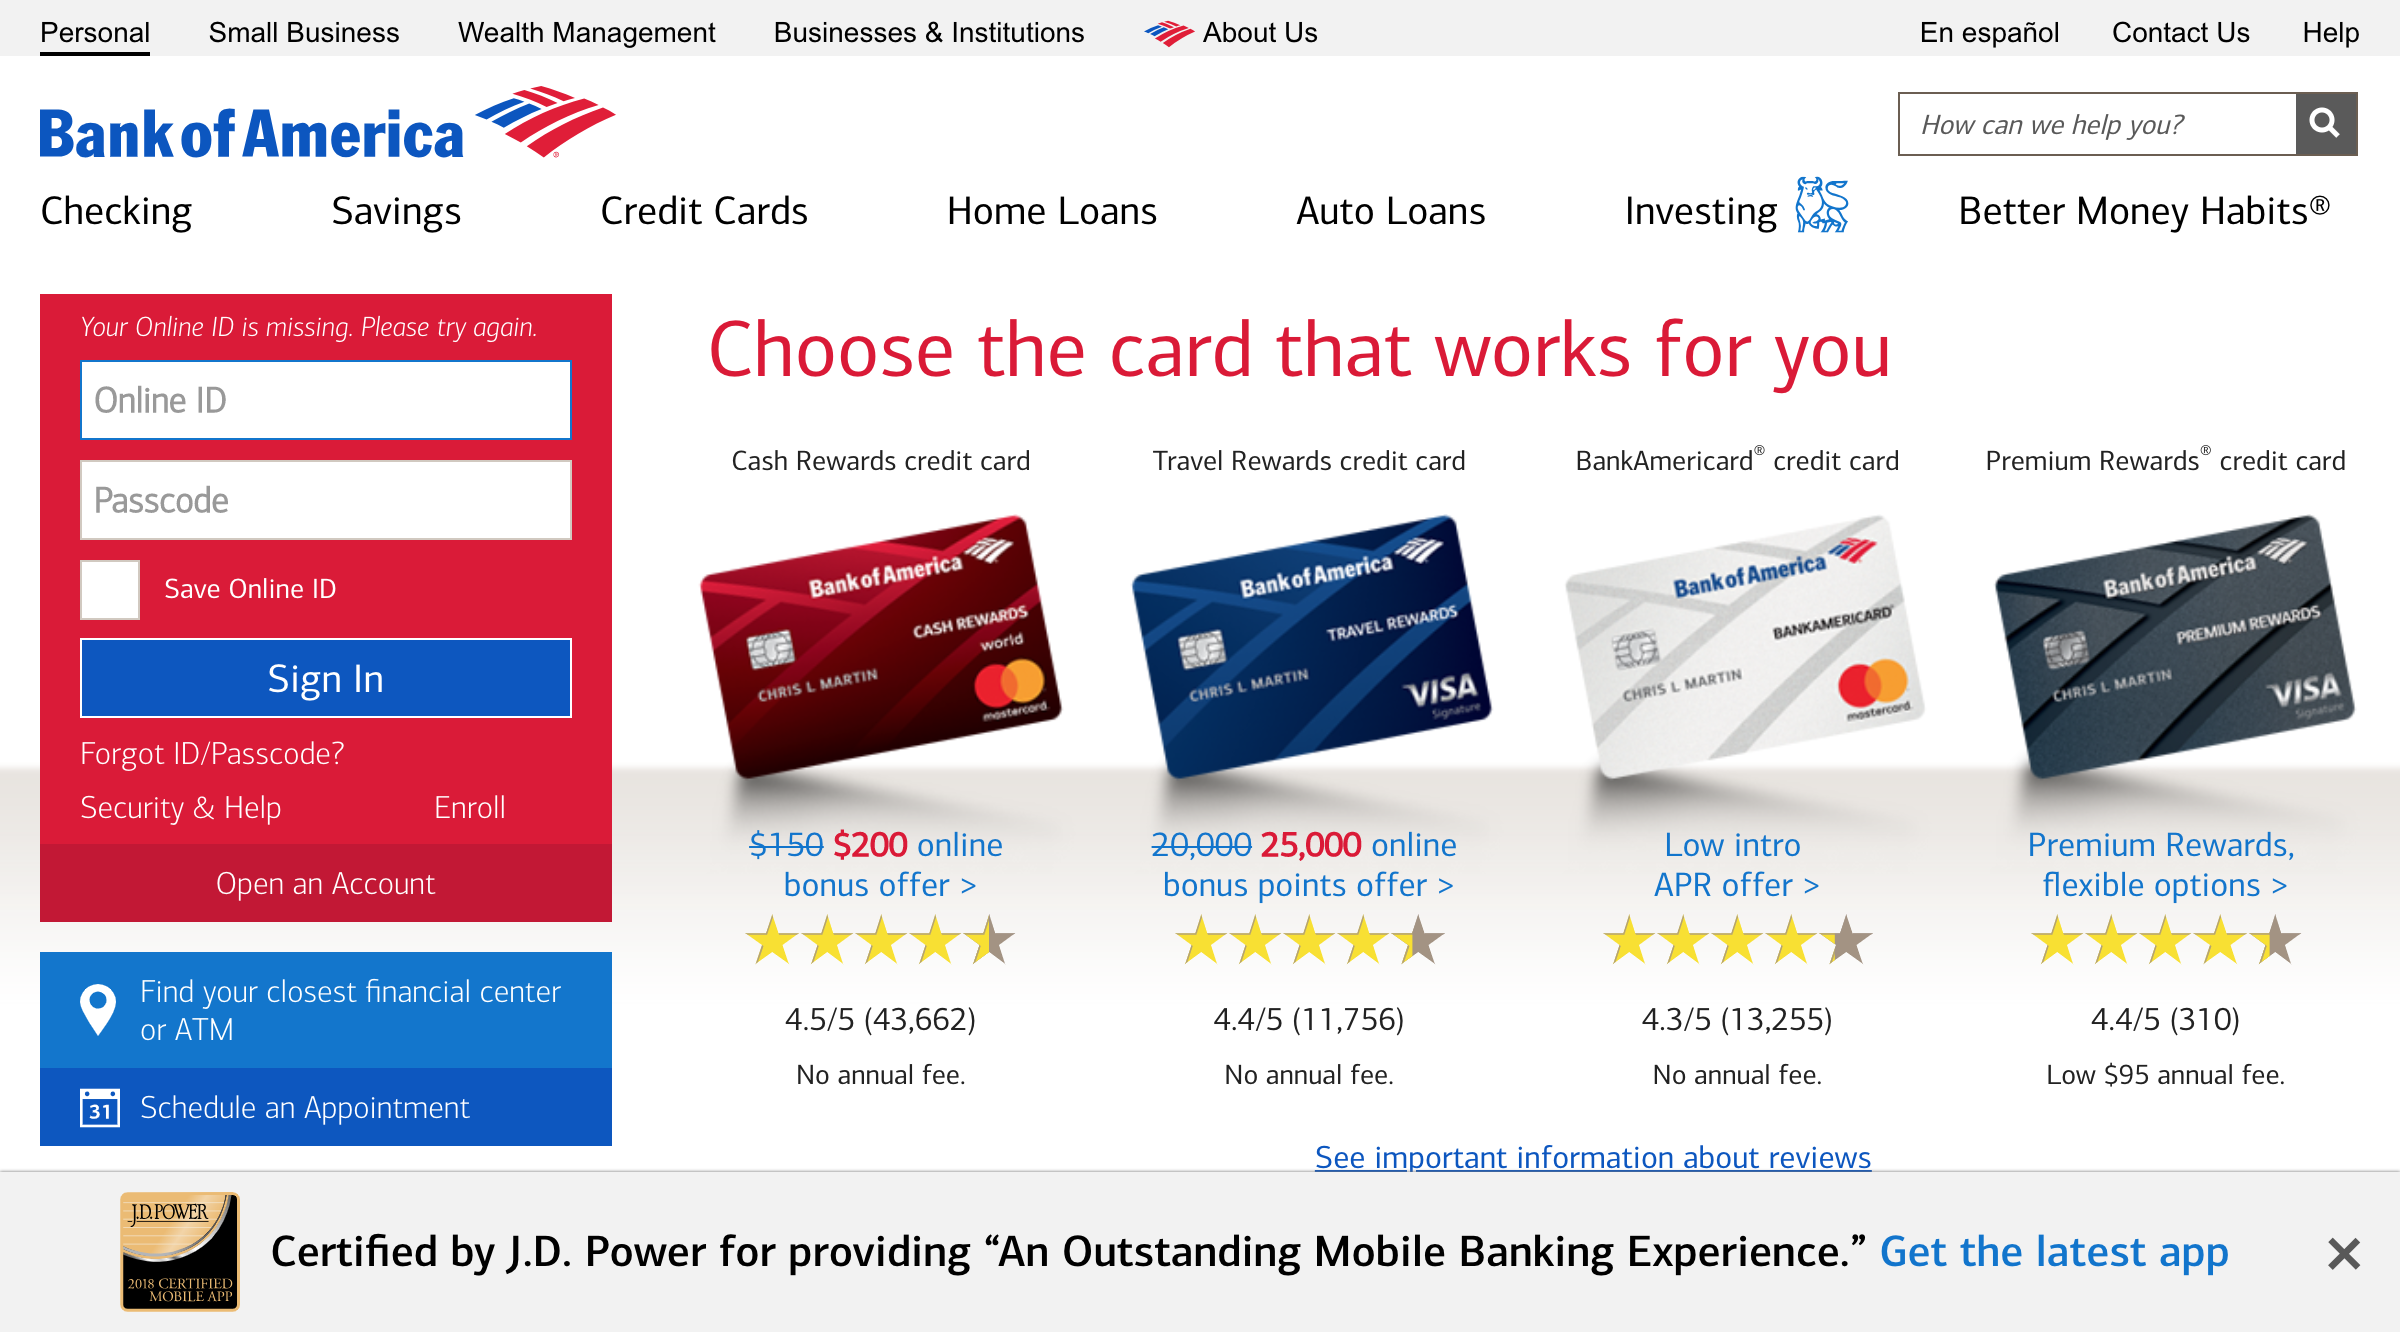 Personal Small Business Wealth Management Businesses & Institutions About Us En español Contact Us Help
Bank of America
How can we help you?
Checking Savings Credit Cards Home Loans Auto Loans Investing Better Money Habits®
Your Online ID is missing. Please try again.
Online ID
Passcode
Save Online ID
Sign In
Forgot ID/Passcode?
Security & Help Enroll
Open an Account
Find your closest financial center
or ATM
31
Schedule an Appointment
Choose the card that works for you
Cash Rewards credit card
Bank of America
CASH REWARDS
world
CHRIS L MARTIN
mastercard
$150 $200 online
bonus offer >
4.5/5 (43,662)
No annual fee.
Travel Rewards credit card
Bank of America
TRAVEL REWARDS
CHRIS L MARTIN
VISA
Signature
20,000 25,000 online
bonus points offer >
4.4/5 (11,756)
No annual fee.
BankAmericard® credit card
Bank of America
BANKAMERICARD
CHRIS L MARTIN
mastercard
Low intro
APR offer >
4.3/5 (13,255)
No annual fee.
Premium Rewards® credit card
Bank of America
PREMIUM REWARDS
CHRIS L MARTIN
VISA
Signature
Premium Rewards,
flexible options >
4.4/5 (310)
Low $95 annual fee.
See important information about reviews
J.D. POWER
2018 CERTIFIED
MOBILE APP
Certified by J.D. Power for providing “An Outstanding Mobile Banking Experience.” Get the latest app